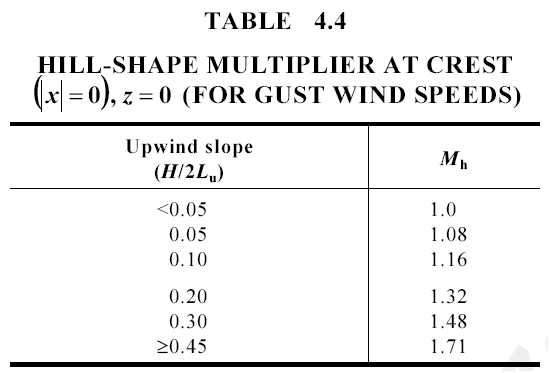 TABLE 4.4
HILL-SHAPE MULTIPLIER AT CREST
(|x| = 0), z = 0 (FOR GUST WIND SPEEDS)
Upwind slope
(H/2Lu)
Mh
<0.05 1.0
0.05 1.08
0.10 1.16
0.20 1.32
0.30 1.48
≥0.45 1.71